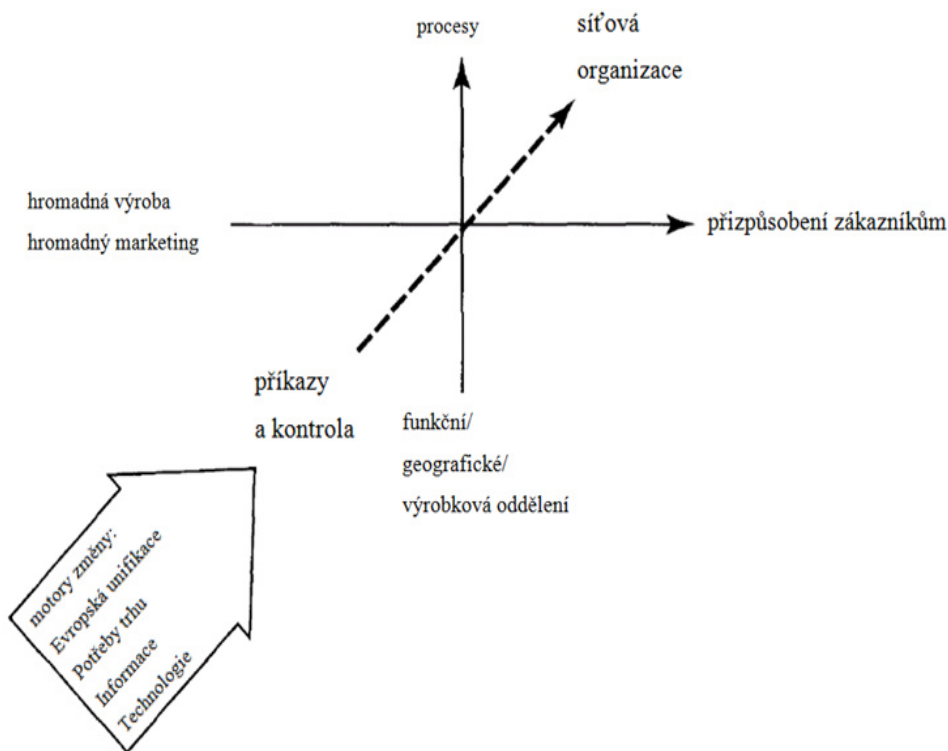 procesy
síťová
organizace
hromadná výroba
hromadný marketing
přizpůsobení zákazníkům
příkazy
a kontrola
funkční/
geografické/
výrobková oddělení
motory změny:
Evropská unifikace
Potřeby trhu
Informace
Technologie